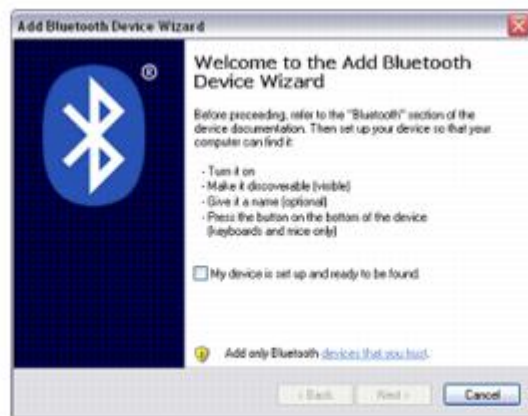 Add Bluetooth Device Wizard
®
Welcome to the Add Bluetooth
Device Wizard
Before proceeding, refer to the "Bluetooth" section of the
device documentation. Then set up your device so that your
computer can find it:
- Turn it on
- Make it discoverable (visible)
- Give it a name (optional)
- Press the button on the bottom of the device
(keyboards and mice only)
My device is set up and ready to be found.
Add only Bluetooth devices that you trust.
< Back Next > Cancel